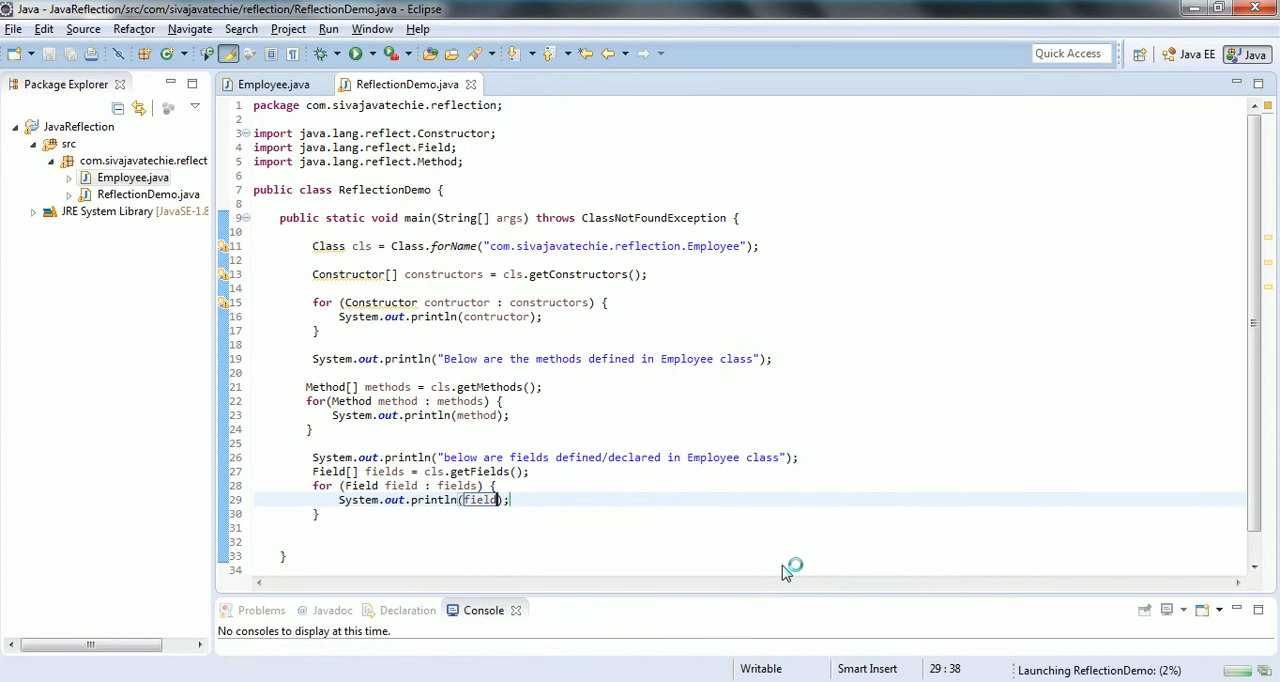 Java - JavaReflection/src/com/sivajavatechie/reflection/ReflectionDemo.java - Eclipse
File Edit Source Refactor Navigate Search Project Run Window Help
Quick Access Java EE Java
Package Explorer
JavaReflection
src
com.sivajavatechie.reflect
Employee.java
ReflectionDemo.java
JRE System Library [JavaSE-1.8
Employee.java ReflectionDemo.java
1 package com.sivajavatechie.reflection;
2
3 import java.lang.reflect.Constructor;
4 import java.lang.reflect.Field;
5 import java.lang.reflect.Method;
6
7 public class ReflectionDemo {
8
9 public static void main(String[] args) throws ClassNotFoundException {
10
11 Class cls = Class.forName("com.sivajavatechie.reflection.Employee");
12
13 Constructor[] constructors = cls.getConstructors();
14
15 for (Constructor contructor : constructors) {
16 System.out.println(contructor);
17 }
18
19 System.out.println("Below are the methods defined in Employee class");
20
21 Method[] methods = cls.getMethods();
22 for(Method method : methods) {
23 System.out.println(method);
24 }
25
26 System.out.println("below are fields defined/declared in Employee class");
27 Field[] fields = cls.getFields();
28 for (Field field : fields) {
29 System.out.println(field);
30 }
31
32
33 }
34
Problems Javadoc Declaration Console
No consoles to display at this time.
Writable Smart Insert 29 : 38 Launching ReflectionDemo: (2%)